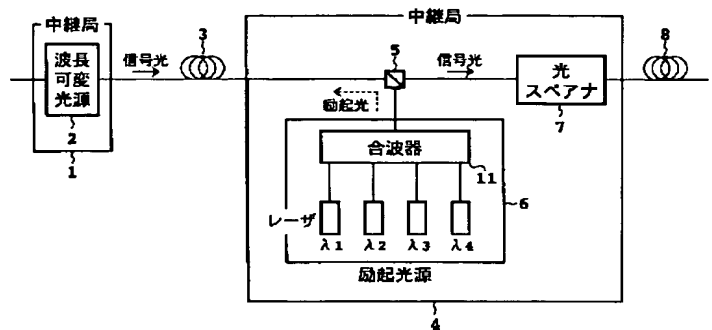 中継局
波長
可変
光源
2
1
信号光
3
中継局
5
信号光
励起光
光
スペアナ
7
8
合波器
11
レーザ
λ1 λ2 λ3 λ4
6
励起光源
4